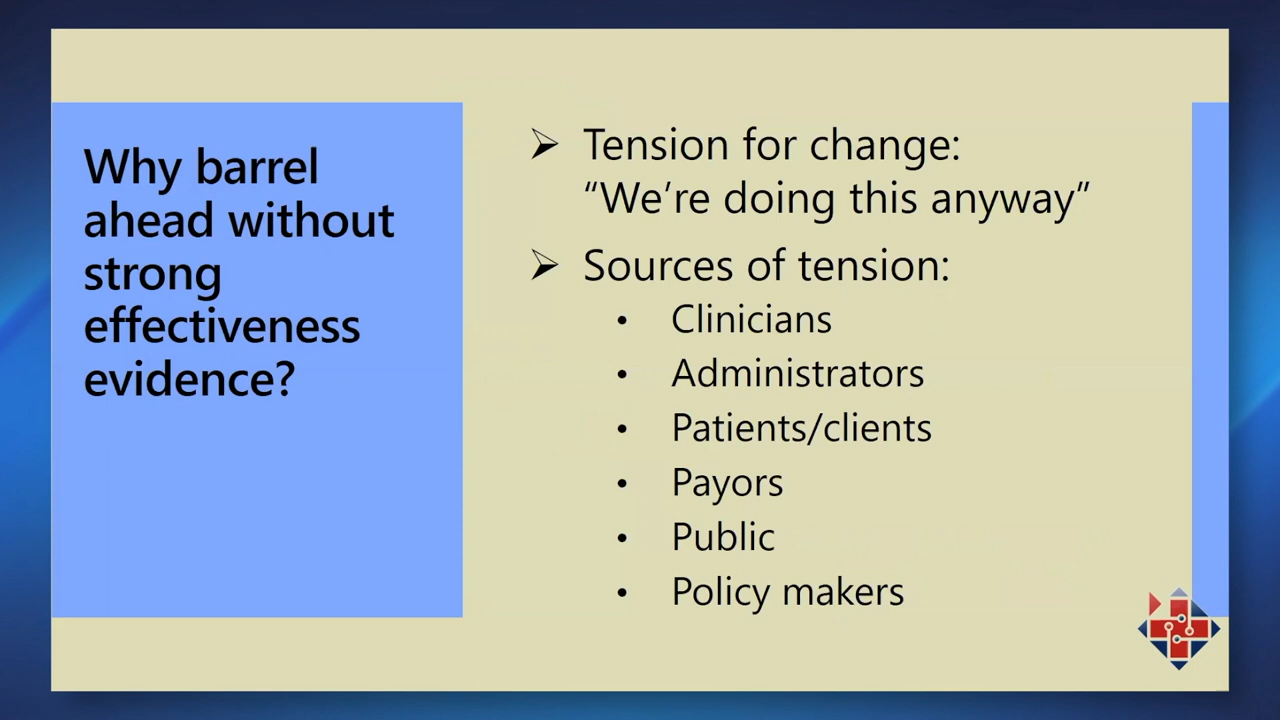 Why barrel
ahead without
strong
effectiveness
evidence?
➢ Tension for change:
“We’re doing this anyway”
➢ Sources of tension:
• Clinicians
• Administrators
• Patients/clients
• Payors
• Public
• Policy makers